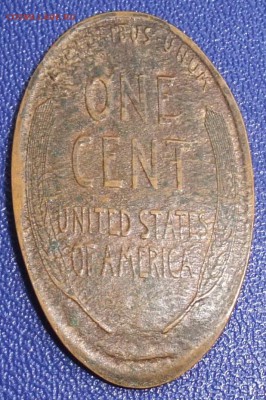 PLURIBUS UNUM
ONE
CENT
UNITED STATES
OF AMERICA